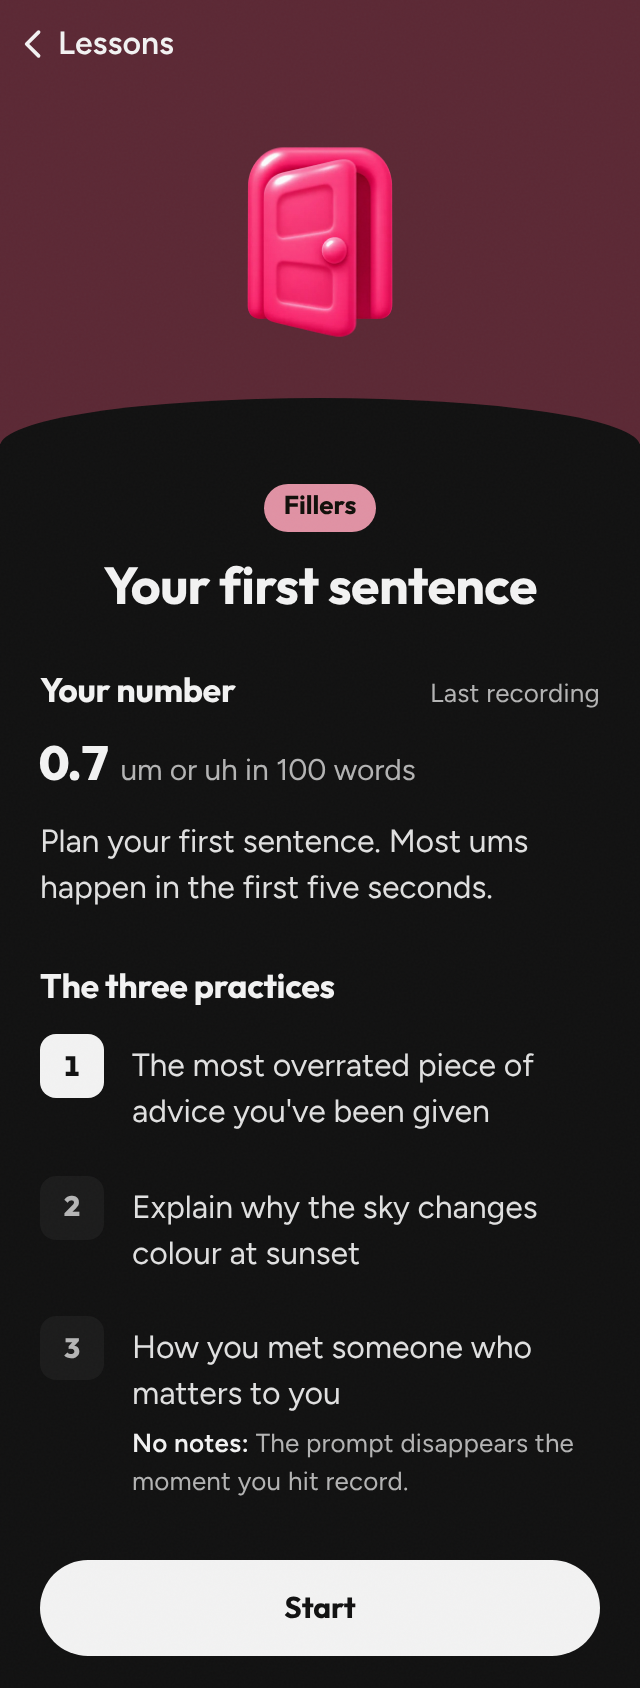 Lessons
Fillers
Your first sentence
Your number
Last recording
0.7 um or uh in 100 words
Plan your first sentence. Most ums
happen in the first five seconds.
The three practices
1
The most overrated piece of
advice you've been given
2
Explain why the sky changes
colour at sunset
3
How you met someone who
matters to you
No notes: The prompt disappears the
moment you hit record.
Start